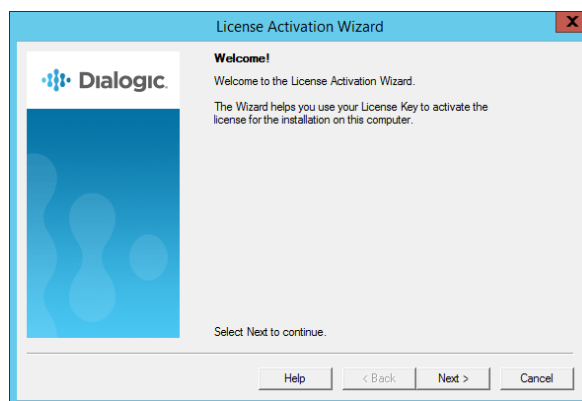 License Activation Wizard
X
Dialogic.
Welcome!
Welcome to the License Activation Wizard.
The Wizard helps you use your License Key to activate the
license for the installation on this computer.
Select Next to continue.
Help
< Back
Next >
Cancel